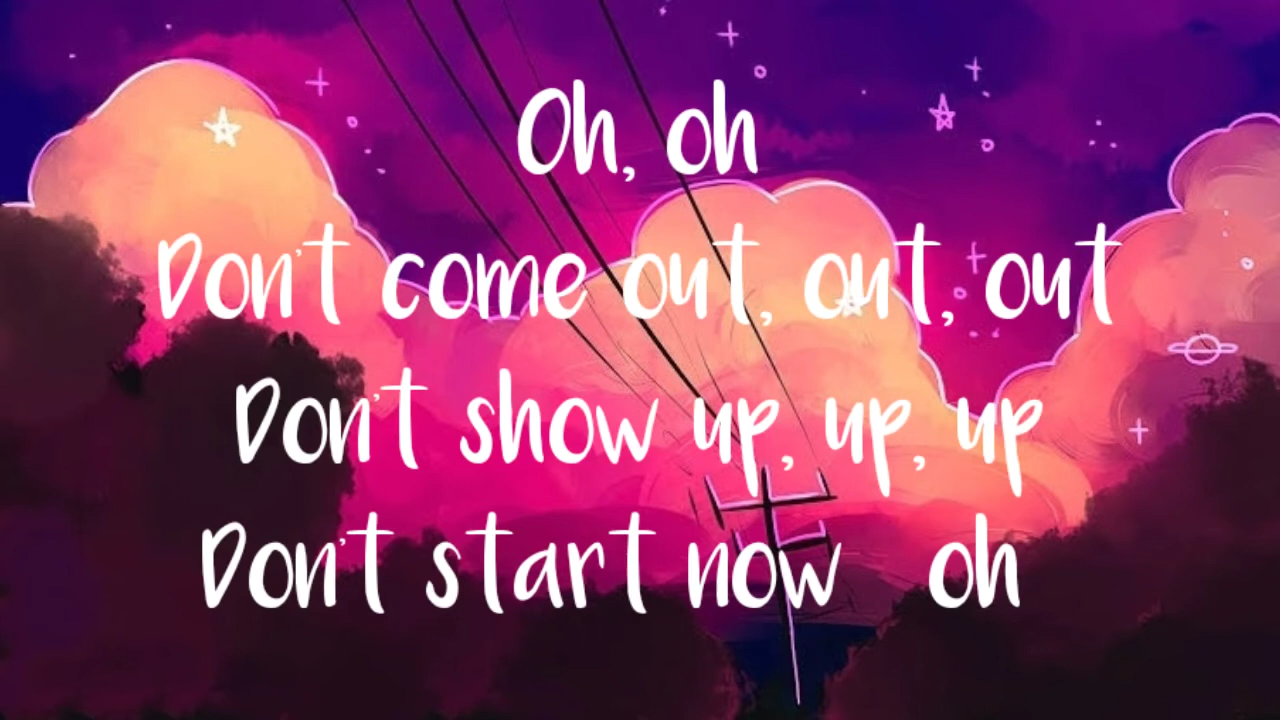 Oh, oh
Don't come out, out, out
Don't show up, up, up
Don't start now oh